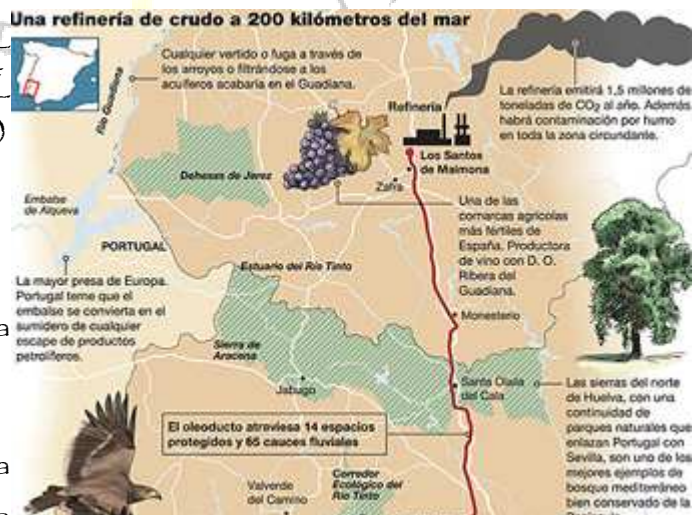 Una refinería de crudo a 200 kilómetros del mar
Cualquier vertido o fuga a través de
los arroyos o filtrándose a los
acuíferos acabaría en el Guadiana.
Río Guadiana
La refinería emitirá 1,5 millones de
toneladas de CO2 al año. Además
habrá contaminación por humo
en toda la zona circundante.
Refinería
Los Santos
de Maimona
Zafra
Dehesas de Jerez
Embalse
de Alqueva
PORTUGAL
Una de las
comarcas agrícolas
más fértiles de
España. Productora
de vino con D. O.
Ribera del
Guadiana.
Estuario del Río Tinto
La mayor presa de Europa.
Portugal teme que el
embalse se convierta en el
sumidero de cualquier
escape de productos
petrolíferos.
Monesterio
Sierra de
Aracena
Jabugo
Santa Olalla
del Cala
Las sierras del norte
de Huelva, con una
continuidad de
parques naturales que
enlazan Portugal con
Sevilla, son uno de los
mejores ejemplos de
bosque mediterráneo
bien conservado de la
El oleoducto atraviesa 14 espacios
protegidos y 65 cauces fluviales
Corredor
Ecológico del
Río Tinto
Valverde
del Camino